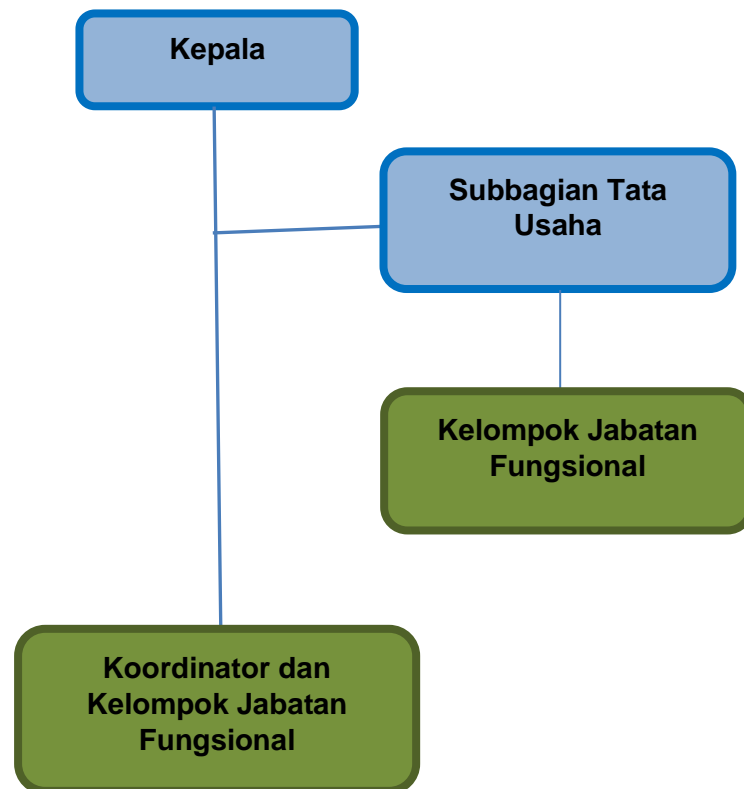 Kepala
Subbagian Tata
Usaha
Kelompok Jabatan
Fungsional
Koordinator dan
Kelompok Jabatan
Fungsional